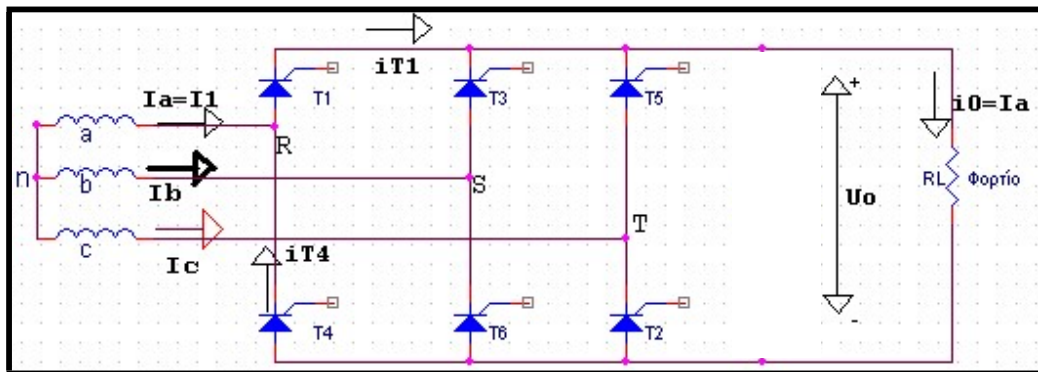 iT1
T1
T3
T5
Ia=I1
i0=Ia
a
R
n
Ib
b
S
RL Φορτίο
+
Uo
-
T
c
Ic
iT4
T4
T6
T2